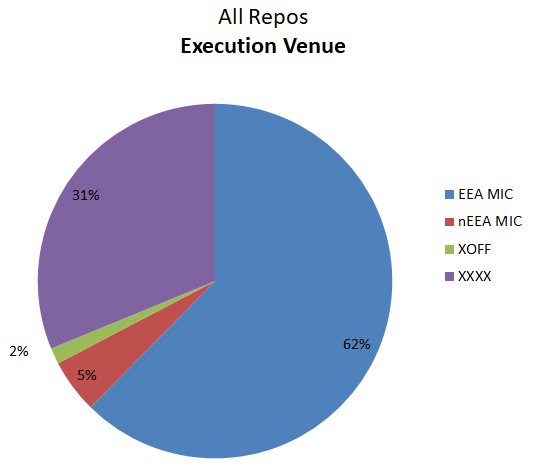 All Repos
Execution Venue
31%
EEA MIC
nEEA MIC
XOFF
XXXX
62%
2%
5%